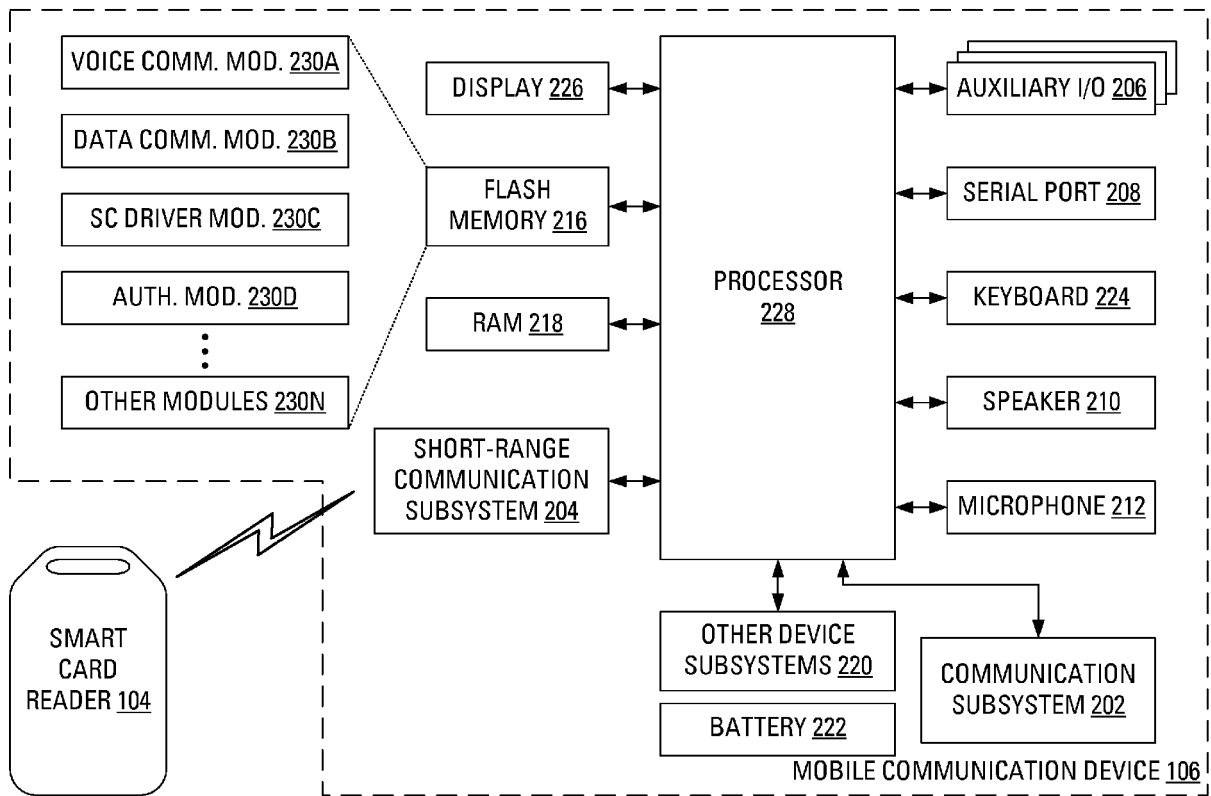 VOICE COMM. MOD. 230A
DATA COMM. MOD. 230B
SC DRIVER MOD. 230C
AUTH. MOD. 230D
OTHER MODULES 230N
DISPLAY 226
FLASH
MEMORY 216
RAM 218
SHORT-RANGE
COMMUNICATION
SUBSYSTEM 204
PROCESSOR
228
AUXILIARY I/O 206
SERIAL PORT 208
KEYBOARD 224
SPEAKER 210
MICROPHONE 212
OTHER DEVICE
SUBSYSTEMS 220
BATTERY 222
COMMUNICATION
SUBSYSTEM 202
SMART
CARD
READER 104
MOBILE COMMUNICATION DEVICE 106